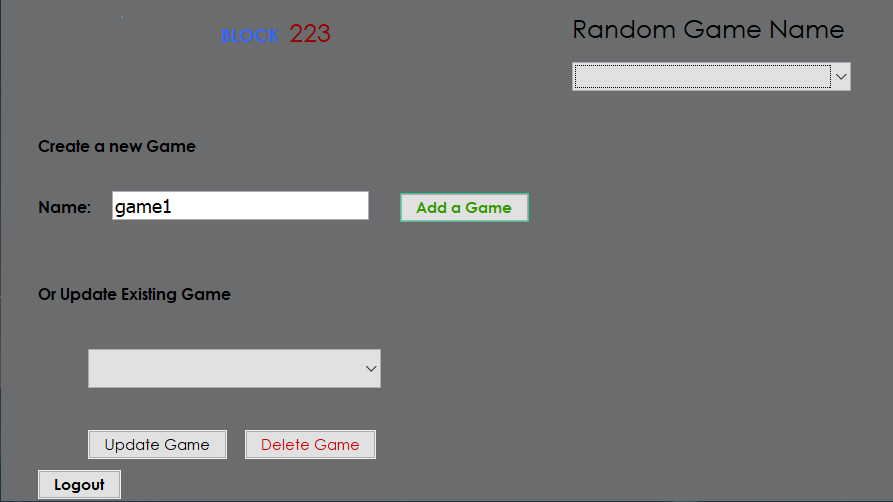 BLOCK 223
Random Game Name
Create a new Game
Name: game1 Add a Game
Or Update Existing Game
Update Game Delete Game
Logout